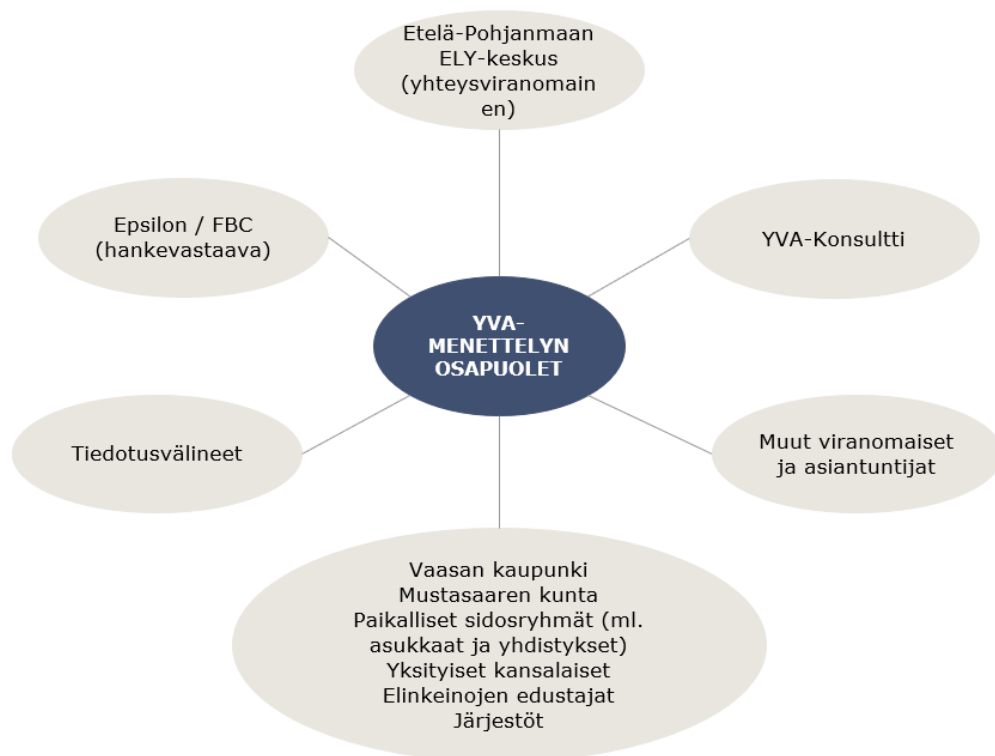 Etelä-Pohjanmaan
ELY-keskus
(yhteysviranomain
en)
Epsilon / FBC
(hankevastaava)
YVA-Konsultti
YVA-
MENETTELYN
OSAPUOLET
Tiedotusvälineet
Muut viranomaiset
ja asiantuntijat
Vaasan kaupunki
Mustasaaren kunta
Paikalliset sidosryhmät (ml.
asukkaat ja yhdistykset)
Yksityiset kansalaiset
Elinkeinojen edustajat
Järjestöt